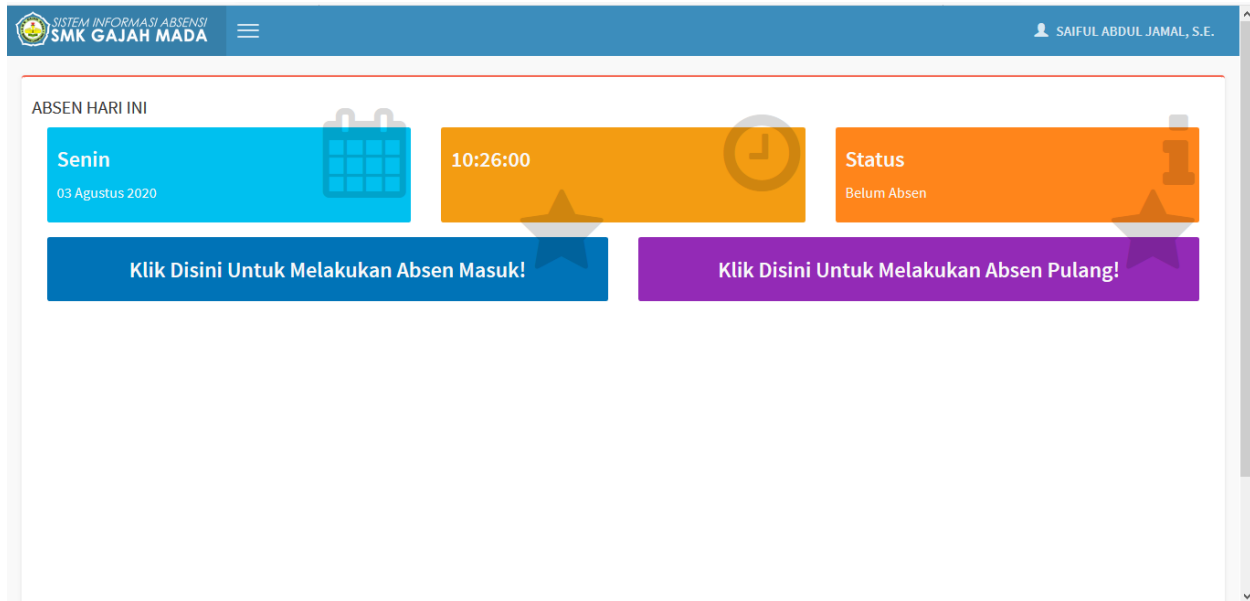 SISTEM INFORMASI ABSENSI
SMK GAJAH MADA
SAIFUL ABDUL JAMAL, S.E.
ABSEN HARI INI
Senin
03 Agustus 2020
10:26:00
Status
Belum Absen
Klik Disini Untuk Melakukan Absen Masuk!
Klik Disini Untuk Melakukan Absen Pulang!